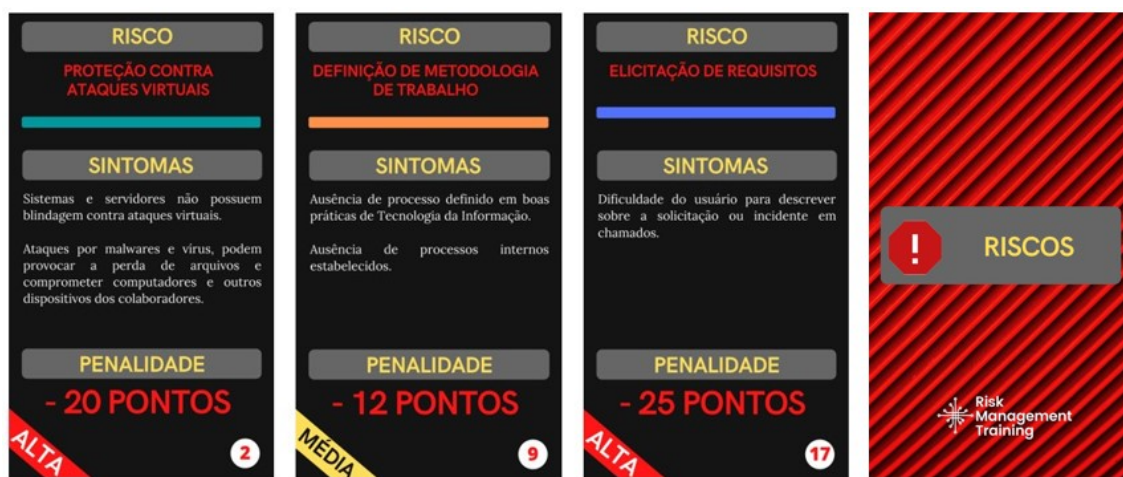 RISCO
PROTEÇÃO CONTRA
ATAQUES VIRTUAIS
SINTOMAS
Sistemas e servidores não possuem
blindagem contra ataques virtuais.
Ataques por malwares e vírus, podem
provocar a perda de arquivos e
comprometer computadores e outros
dispositivos dos colaboradores.
PENALIDADE
- 20 PONTOS
ALTA
2
RISCO
DEFINIÇÃO DE METODOLOGIA
DE TRABALHO
SINTOMAS
Ausência de processo definido em boas
práticas de Tecnologia da Informação.
Ausência de processos internos
estabelecidos.
PENALIDADE
- 12 PONTOS
MÉDIA
9
RISCO
ELICITAÇÃO DE REQUISITOS
SINTOMAS
Dificuldade do usuário para descrever
sobre a solicitação ou incidente em
chamados.
PENALIDADE
- 25 PONTOS
ALTA
17
!
RISCOS
Risk
Management
Training